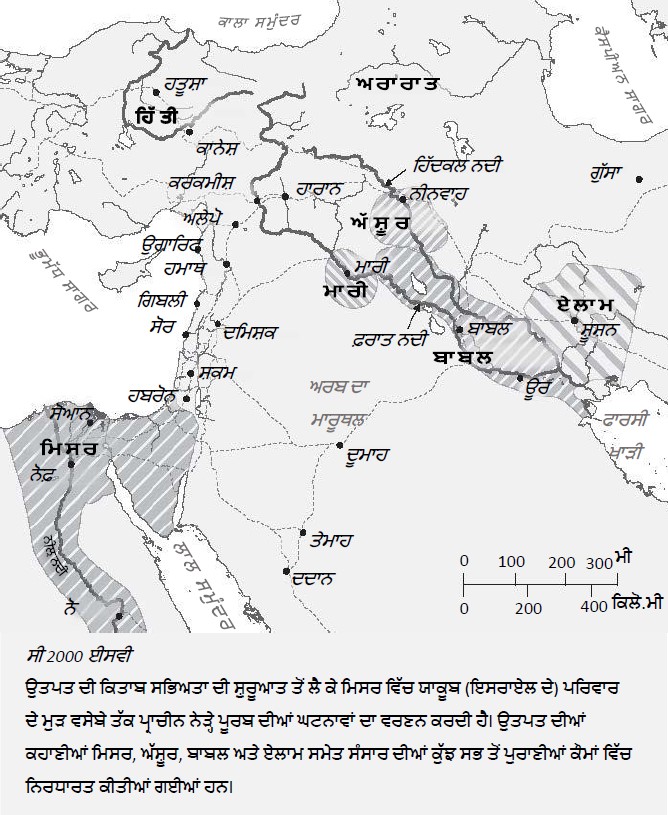 ਕਾਲਾ ਸਮੁੰਦਰ
ਕੈਸਪੀਅਨ ਸਾਗਰ
ਹਤੂਸ਼ਾ
ਅਰਾਰਾਤ
ਹਿੱਤੀ
ਕਾਨੇਸ਼
ਹਿੱਦਕਲ ਨਦੀ
ਗੁੱਸਾ
ਕਰਕਮੀਸ਼
ਹਾਰਾਨ
ਨੀਨਵਾਹ
ਅਲੇਪੋ
ਅੱਸ਼ੂਰ
ਉਗਾਰਿਟ
ਭੂਮੱਧ ਸਾਗਰ
ਹਮਾਥ
ਮਾਰੀ
ਮਾਰੀ
ਗਿਬਲੀ
ਏਲਾਮ
ਸੋਰ
ਦਮਿਸ਼ਕ
ਫ਼ਰਾਤ ਨਦੀ
ਬਾਬਲ
ਸ਼ੂਸ਼ਨ
ਬਾਬਲ
ਸ਼ਕਮ
ਊਰ
ਹਬਰੋਨ
ਅਰਬ ਦਾ
ਮਾਰੂਥਲ
ਸੋਆਨ
ਫਾਰਸੀ
ਖਾੜੀ
ਮਿਸਰ
ਦੂਮਾਹ
ਨੋਫ਼
ਨੀਲ ਨਦੀ
ਤੇਮਾਹ
ਲਾਲ ਸਮੁੰਦਰ
ਦਦਾਨ
ਨੋ
0 100 200 300 ਮੀ
0 200 400 ਕਿਲੋ.ਮੀ
ਸੀ 2000 ਈਸਵੀ
ਉਤਪਤ ਦੀ ਕਿਤਾਬ ਸਭਿਅਤਾ ਦੀ ਸ਼ੁਰੂਆਤ ਤੋਂ ਲੈ ਕੇ ਮਿਸਰ ਵਿੱਚ ਯਾਕੂਬ (ਇਸਰਾਏਲ ਦੇ) ਪਰਿਵਾਰ
ਦੇ ਮੁੜ ਵਸੇਬੇ ਤੱਕ ਪ੍ਰਾਚੀਨ ਨੇੜ੍ਹੇ ਪੂਰਬ ਦੀਆਂ ਘਟਨਾਵਾਂ ਦਾ ਵਰਣਨ ਕਰਦੀ ਹੈ। ਉਤਪਤ ਦੀਆਂ
ਕਹਾਣੀਆਂ ਮਿਸਰ, ਅੱਸ਼ੂਰ, ਬਾਬਲ ਅਤੇ ਏਲਾਮ ਸਮੇਤ ਸੰਸਾਰ ਦੀਆਂ ਕੁੱਝ ਸਭ ਤੋਂ ਪੁਰਾਣੀਆਂ ਕੌਮਾਂ ਵਿੱਚ
ਨਿਰਧਾਰਤ ਕੀਤੀਆਂ ਗਈਆਂ ਹਨ।